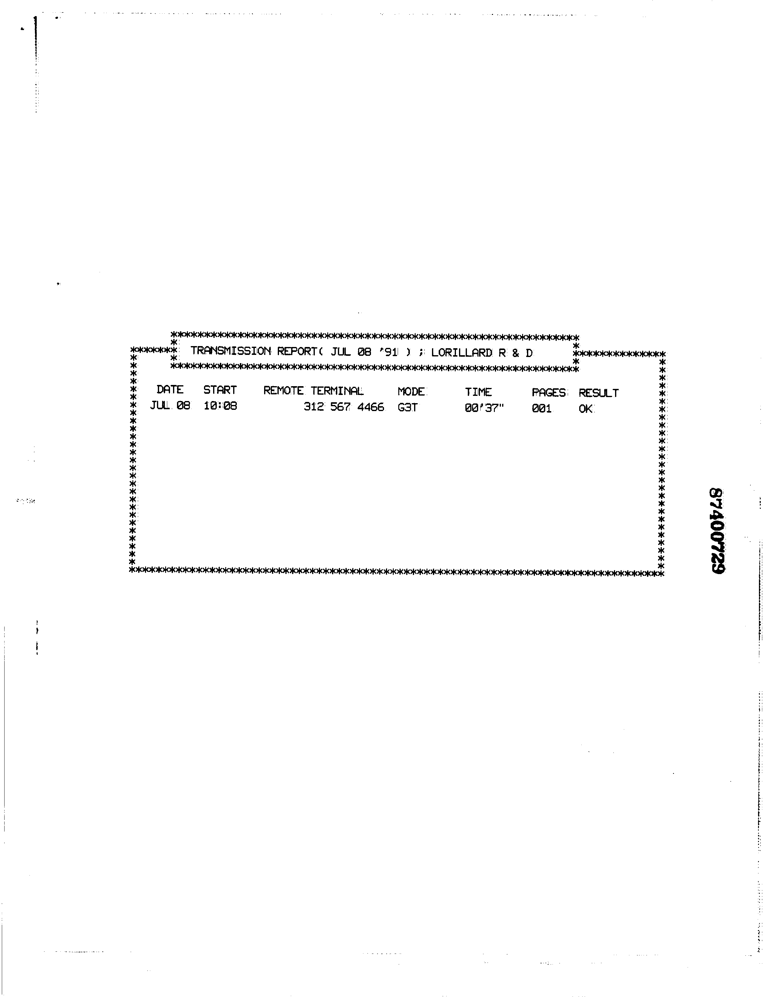 TRANSMISSION REPORT( JUL 08 '91 ) ; LORILLARD R & D
DATE START REMOTE TERMINAL MODE TIME PAGES RESULT
JUL 08 10:08 312 567 4466 G3T 00'37" 001 OK
87400729